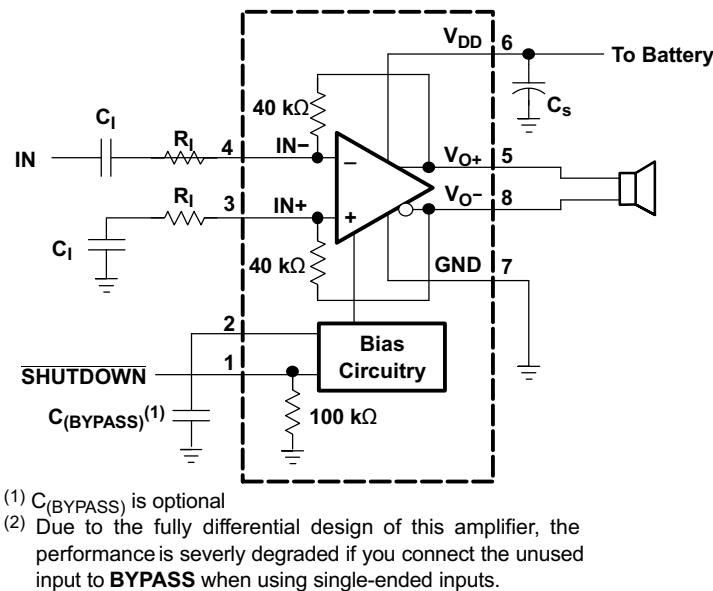 V_DD 6
To Battery
40 kΩ
C_s
C_I
R_I
4
IN−
IN
−
V_O+ 5
R_I
3
IN+
+
V_O− 8
C_I
40 kΩ
GND 7
2
Bias
Circuitry
SHUTDOWN
1
C_(BYPASS)^(1)
100 kΩ
(1) C_(BYPASS) is optional
(2) Due to the fully differential design of this amplifier, the
performance is severly degraded if you connect the unused
input to BYPASS when using single-ended inputs.